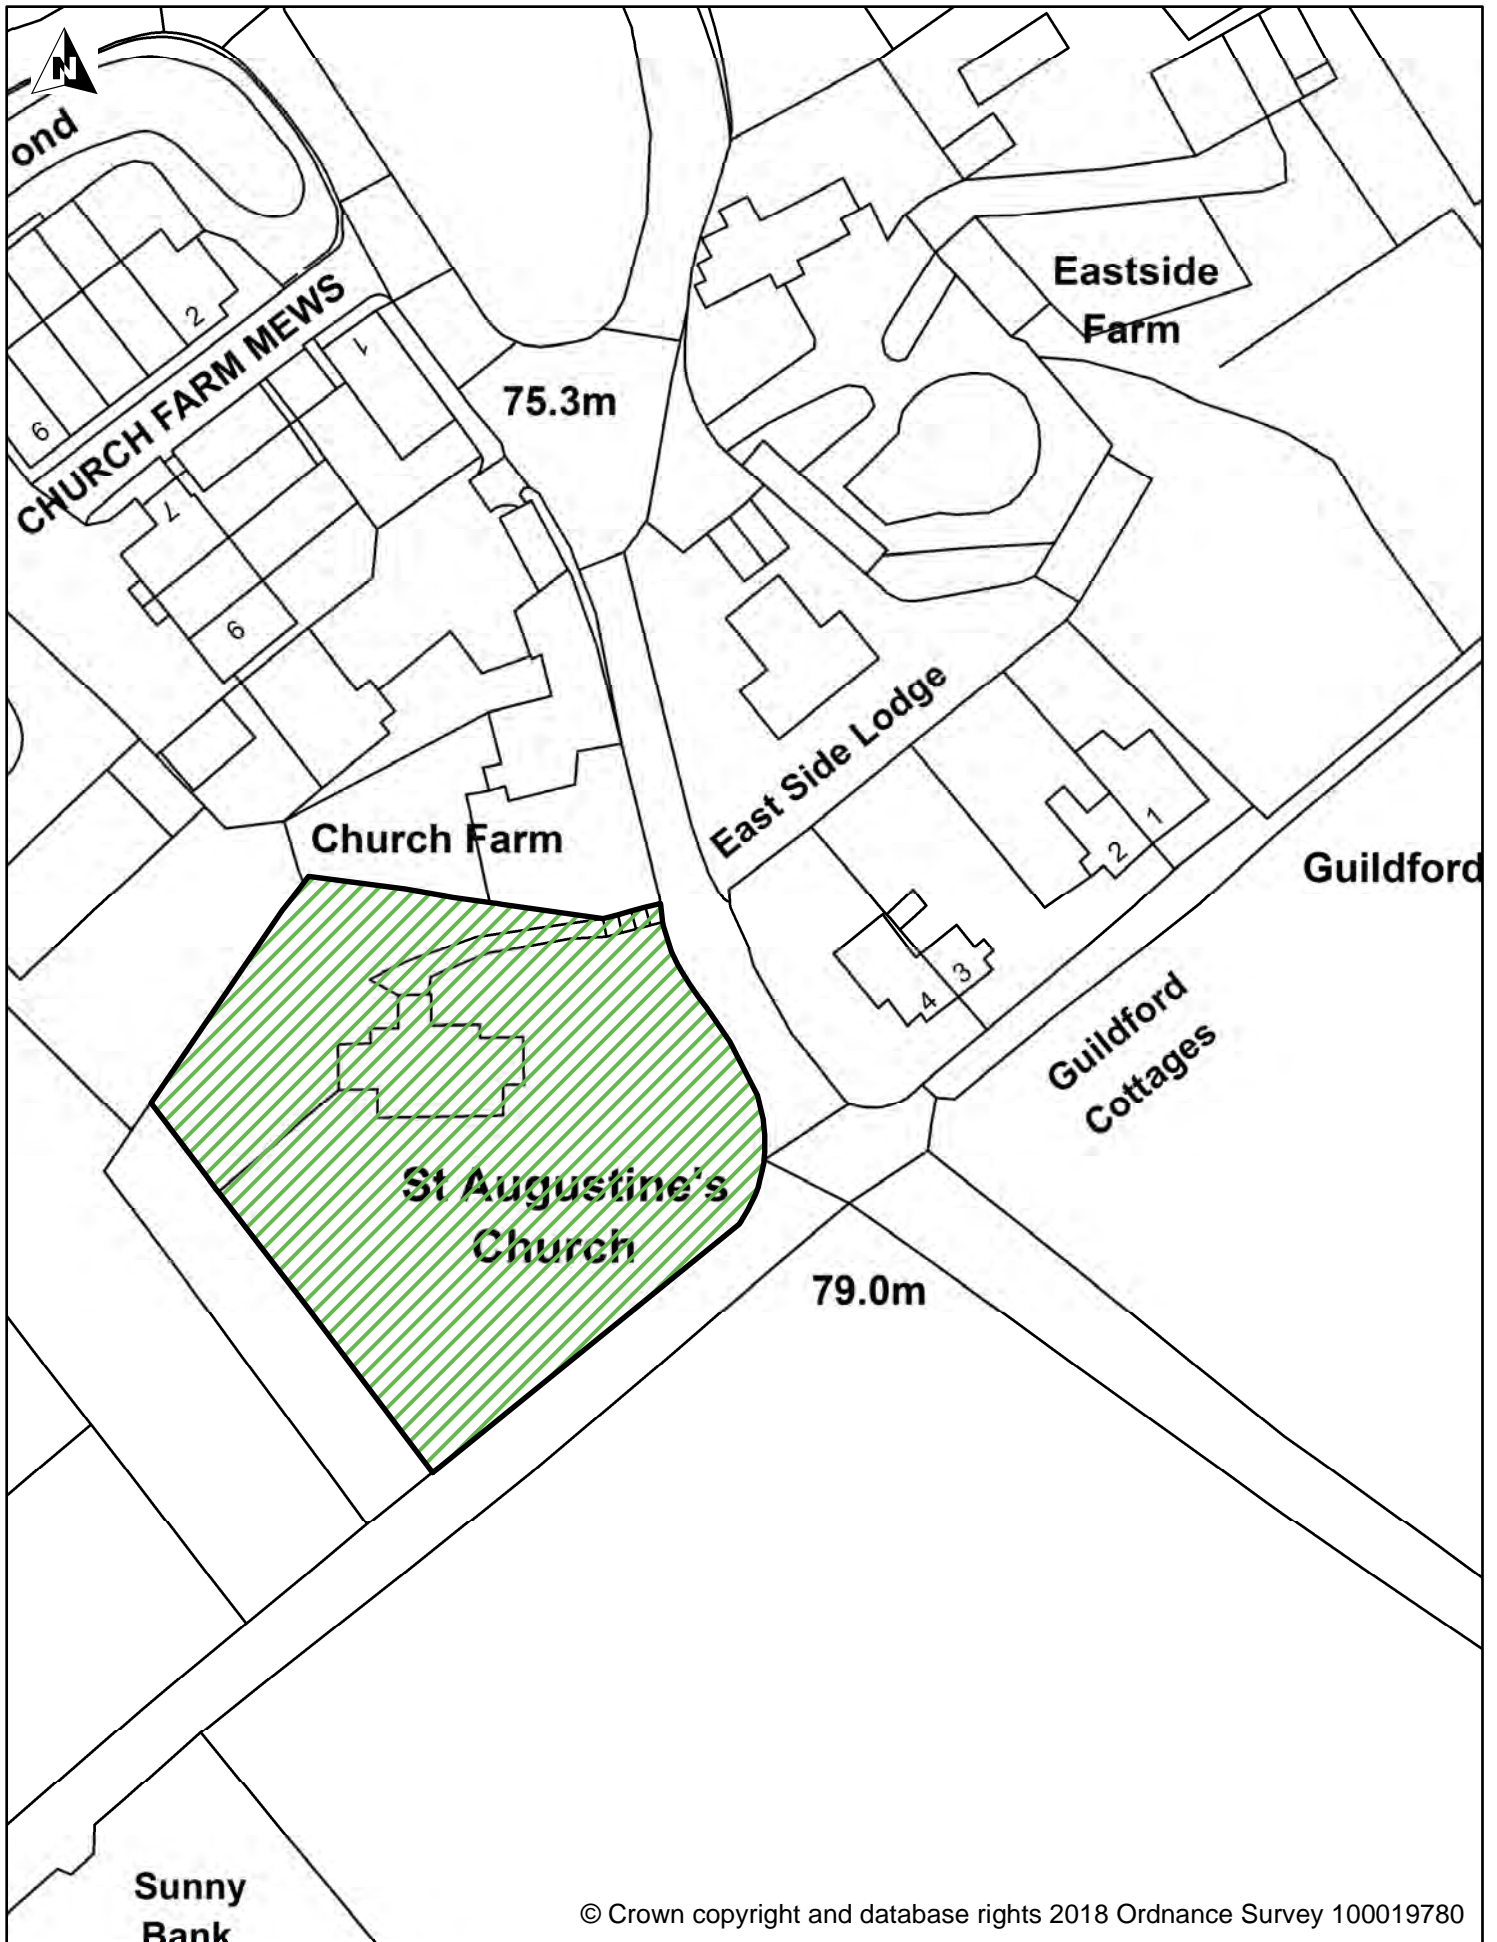 N
ond
2
CHURCH FARM MEWS
1
6
7
6
75.3m
Eastside
Farm
East Side Lodge
Church Farm
1
2
3
4
Guildford
Guildford
Cottages
St Augustine's
Church
79.0m
Sunny
Bank
© Crown copyright and database rights 2018 Ordnance Survey 100019780